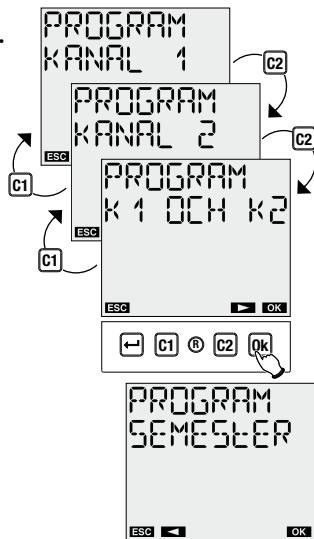 PROGRAM
KANAL 1
C2
PROGRAM
ESC
KANAL 2
C2
C1
PROGRAM
ESC
K1 OCH K2
C1
ESC ► OK
↵ C1 ® C2 Ok
PROGRAM
SEMESTER
ESC ◄ OK